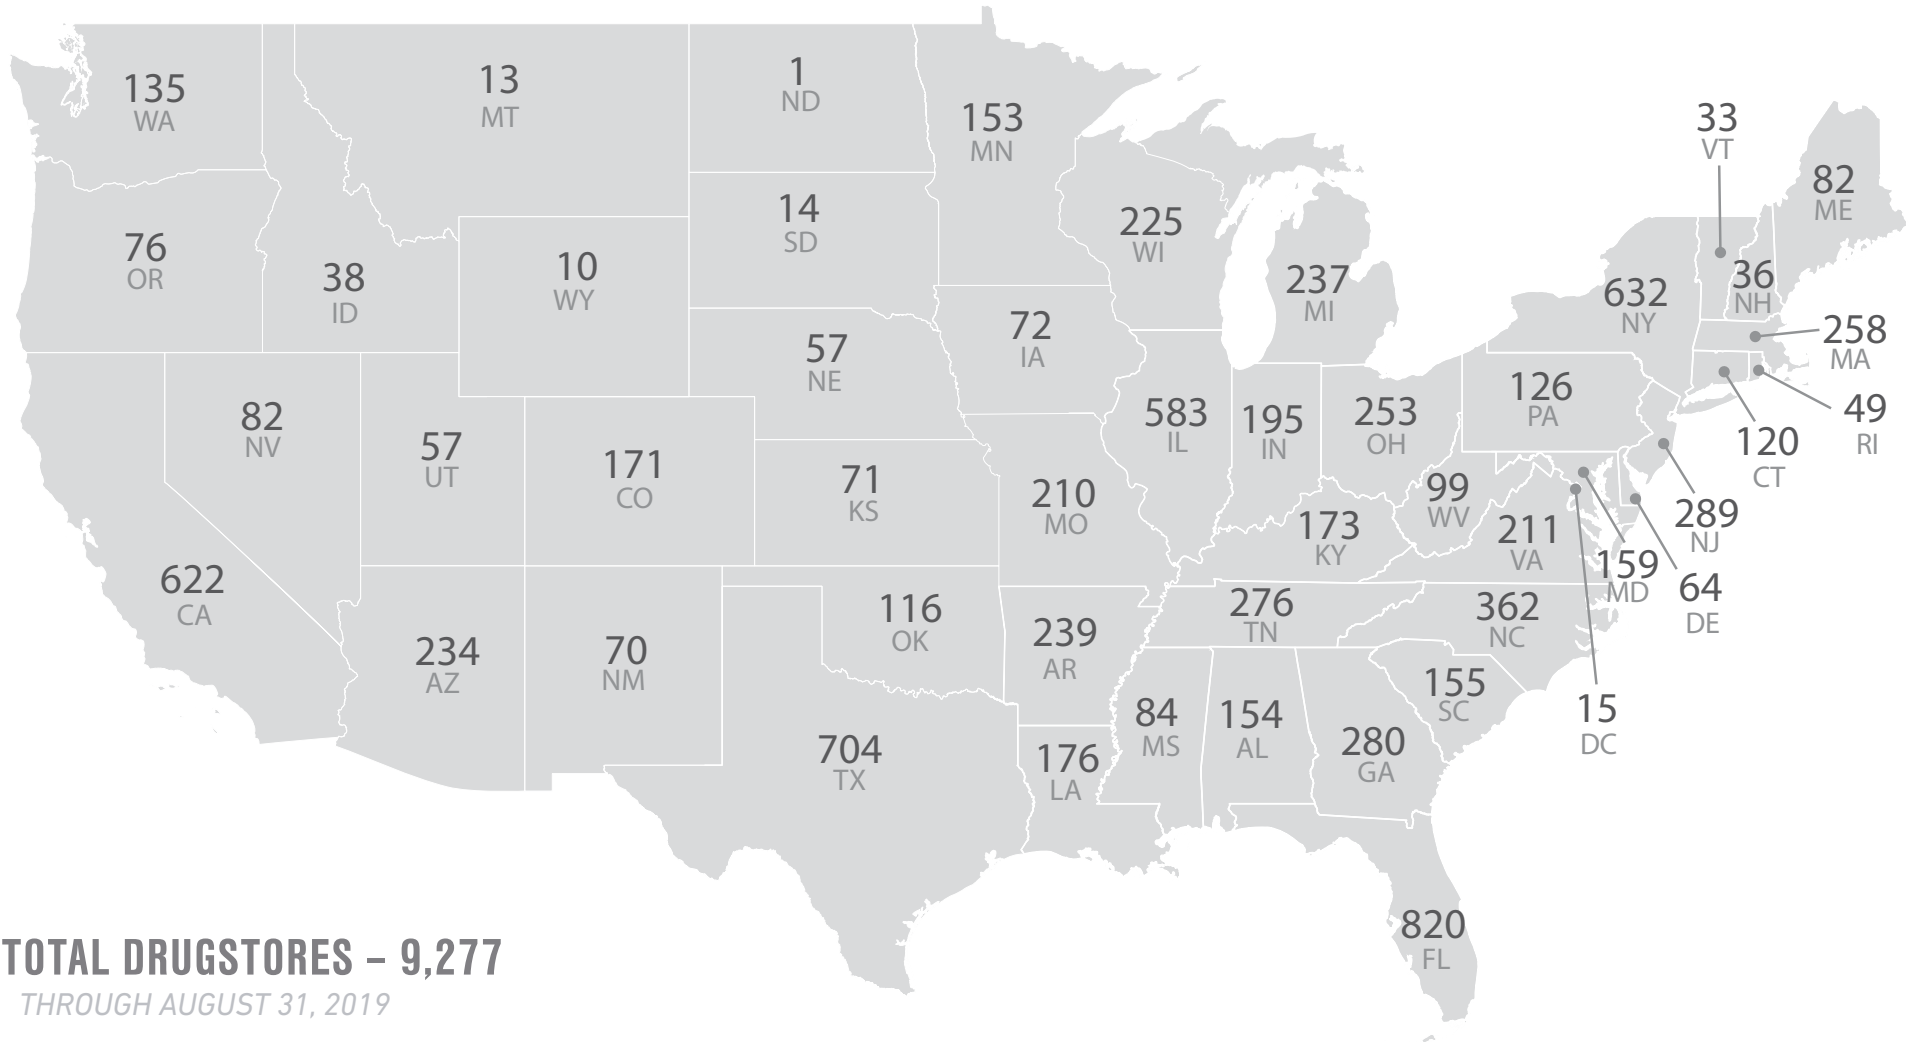 135
WA
13
MT
1
ND
153
MN
33
VT
82
ME
76
OR
38
ID
10
WY
14
SD
225
WI
237
MI
632
NY
36
NH
258
MA
82
NV
57
UT
171
CO
57
NE
72
IA
583
IL
195
IN
253
OH
126
PA
49
RI
120
CT
71
KS
210
MO
173
KY
99
WV
211
VA
289
NJ
159
MD
64
DE
622
CA
234
AZ
70
NM
116
OK
239
AR
276
TN
362
NC
155
SC
15
DC
704
TX
176
LA
84
MS
154
AL
280
GA
820
FL
TOTAL DRUGSTORES – 9,277
THROUGH AUGUST 31, 2019